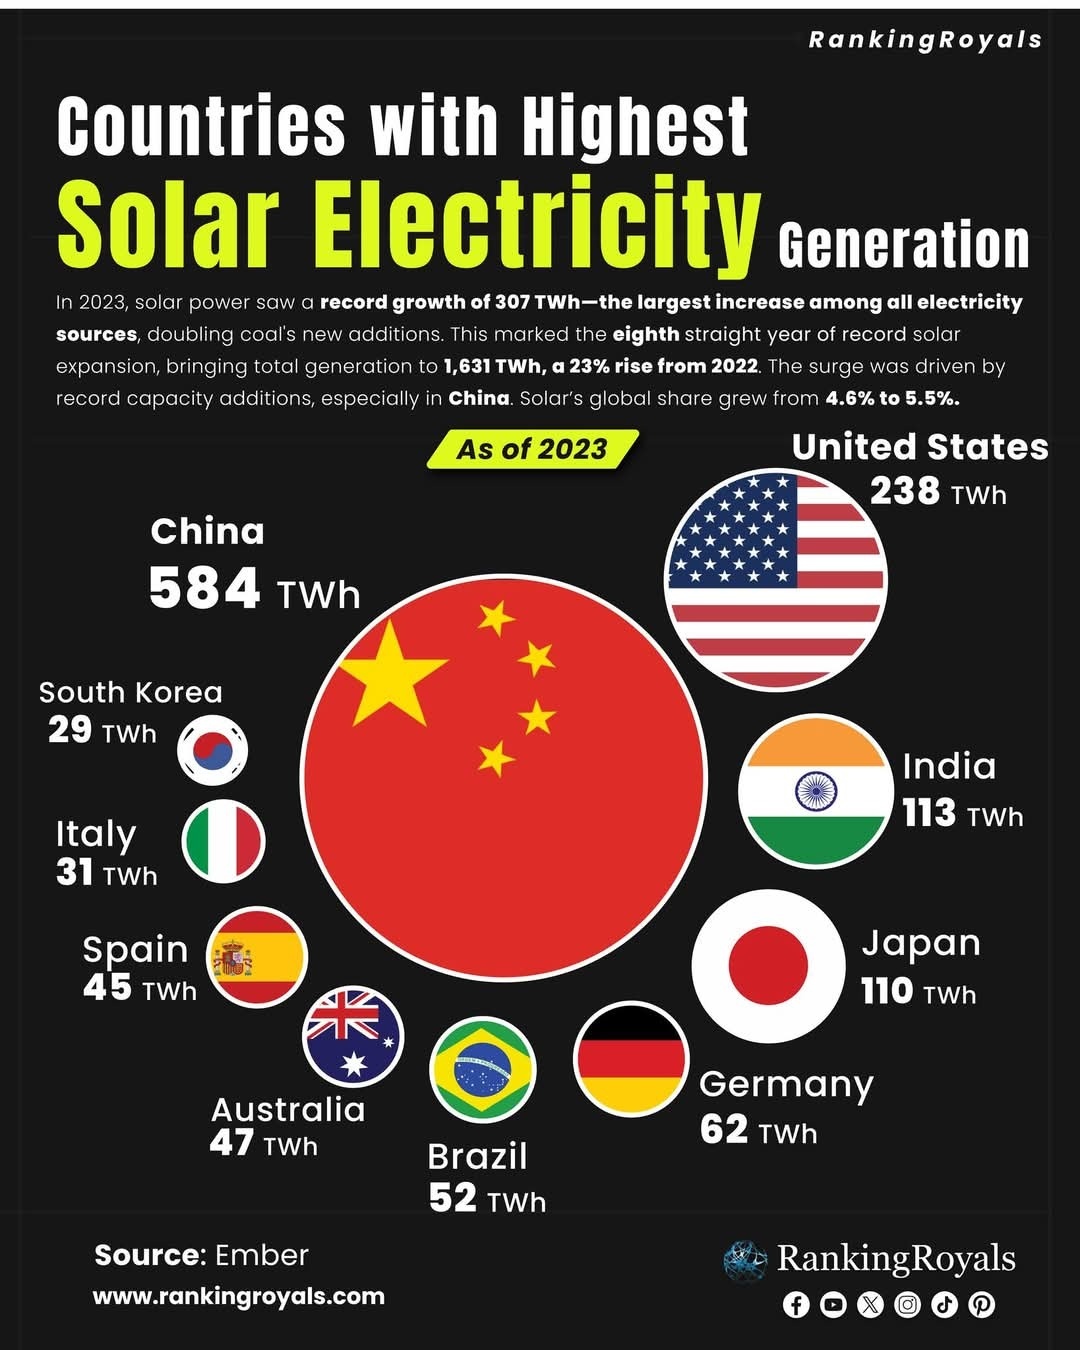 RankingRoyals
Countries with Highest
Solar Electricity Generation
In 2023, solar power saw a record growth of 307 TWh—the largest increase among all electricity
sources, doubling coal's new additions. This marked the eighth straight year of record solar
expansion, bringing total generation to 1,631 TWh, a 23% rise from 2022. The surge was driven by
record capacity additions, especially in China. Solar’s global share grew from 4.6% to 5.5%.
As of 2023
United States
238 TWh
China
584 TWh
South Korea
29 TWh
India
113 TWh
Italy
31 TWh
Japan
110 TWh
Spain
45 TWh
Germany
62 TWh
Australia
47 TWh
Brazil
52 TWh
Source: Ember
www.rankingroyals.com
RankingRoyals